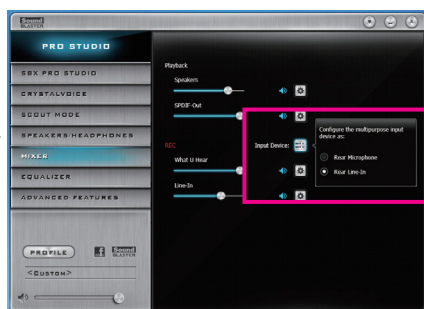 Sound
BLASTER
PRO STUDIO
SBX PRO STUDIO
CRYSTALVOICE
SCOUT MODE
SPEAKERS/HEADPHONES
MIXER
EQUALIZER
ADVANCED FEATURES
PROFILE
f
Sound
BLASTER
<Custom>
Playback
Speakers
SPDIF-Out
REC
Input Device:
What U Hear
Line-In
Configure the multipurpose input
device as:
Rear Microphone
Rear Line-In